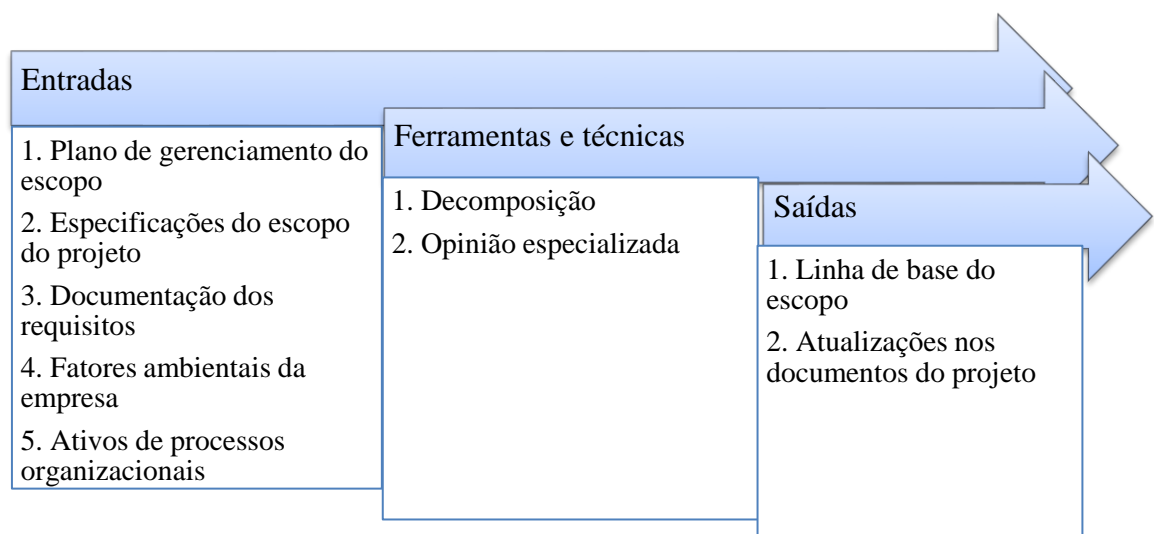 Entradas
1. Plano de gerenciamento do
escopo
2. Especificações do escopo
do projeto
3. Documentação dos
requisitos
4. Fatores ambientais da
empresa
5. Ativos de processos
organizacionais
Ferramentas e técnicas
1. Decomposição
2. Opinião especializada
Saídas
1. Linha de base do
escopo
2. Atualizações nos
documentos do projeto